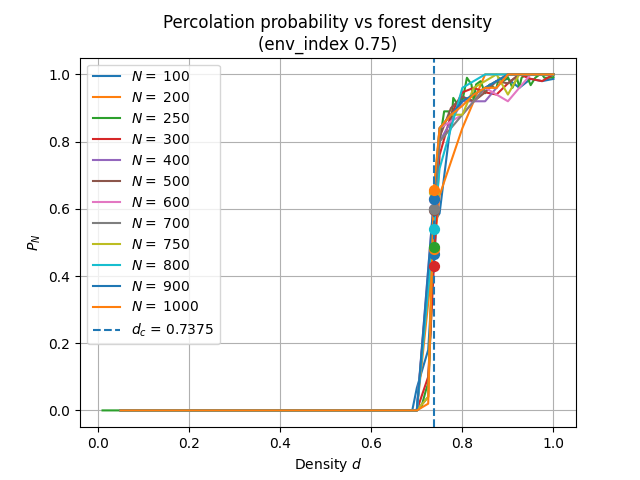 Percolation probability vs forest density
(env_index 0.75)
1.0
0.8
0.6
0.4
0.2
0.0
P_N
N = 100
N = 200
N = 250
N = 300
N = 400
N = 500
N = 600
N = 700
N = 750
N = 800
N = 900
N = 1000
d_c = 0.7375
0.0 0.2 0.4 0.6 0.8 1.0
Density d